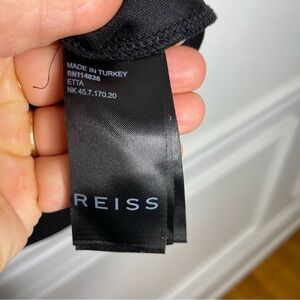 MADE IN TURKEY
RN114836
ETTA
NK 45.7.170.20
REISS